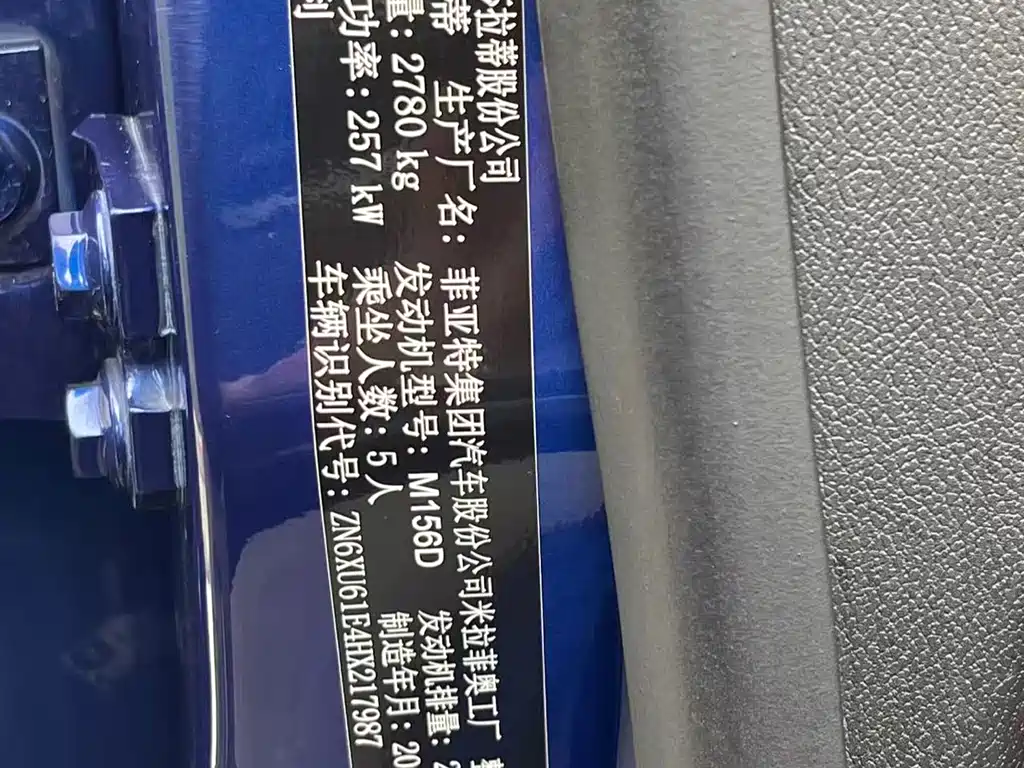 拉蒂股份公司
蒂 生产厂名: 菲亚特集团汽车股份公司米拉菲奥工厂 整
量: 2780 kg 发动机型号: M156D 发动机排量: 2
功率: 257 kW 乘坐人数: 5人 制造年月: 20
利 车辆识别代号: ZN6XU61E4HX217987